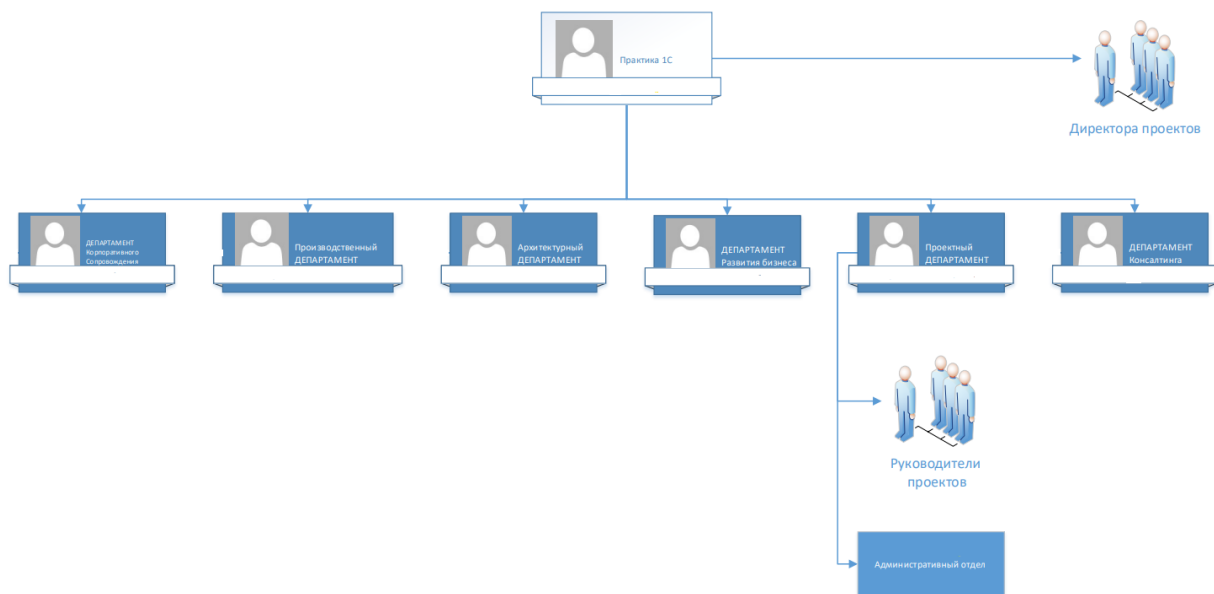 Практика 1С
Директора проектов
ДЕПАРТАМЕНТ
Корпоративного
Сопровождения
Производственный
ДЕПАРТАМЕНТ
Архитектурный
ДЕПАРТАМЕНТ
ДЕПАРТАМЕНТ
Развития бизнеса
Проектный
ДЕПАРТАМЕНТ
ДЕПАРТАМЕНТ
Консалтинга
Руководители
проектов
Административный отдел